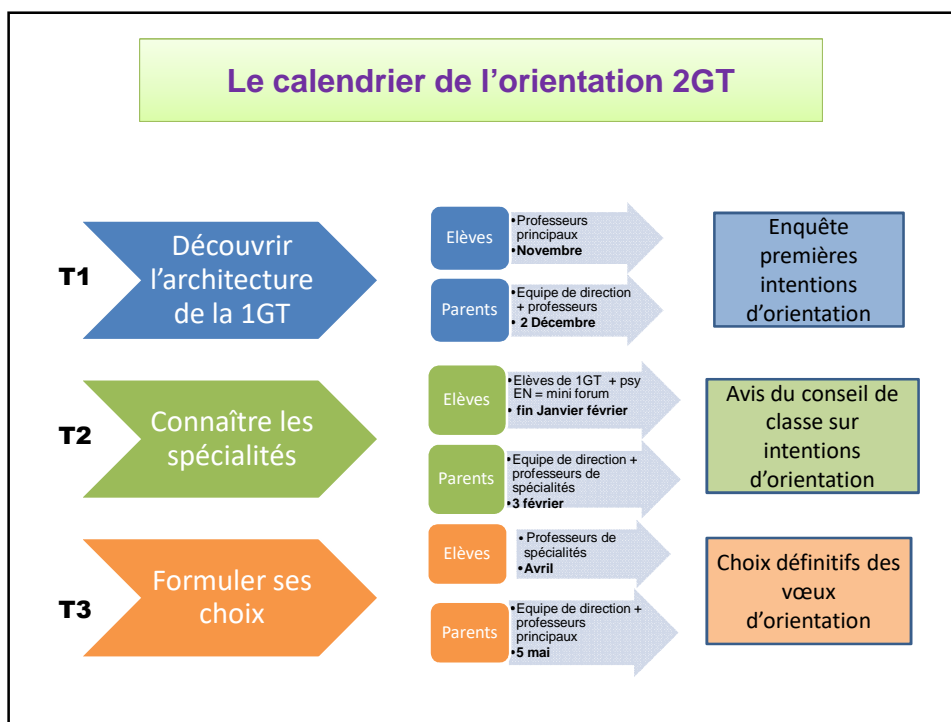 Le calendrier de l'orientation 2GT
T1
Découvrir
l'architecture
de la 1GT
Elèves
•Professeurs
principaux
•Novembre
Parents
•Equipe de direction
+ professeurs
• 2 Décembre
Enquête
premières
intentions
d'orientation
T2
Connaître les
spécialités
Elèves
•Elèves de 1GT + psy
EN = mini forum
• fin Janvier février
Parents
•Equipe de direction +
professeurs de
spécialités
•3 février
Avis du conseil de
classe sur
intentions
d'orientation
T3
Formuler ses
choix
Elèves
• Professeurs de
spécialités
•Avril
Parents
•Equipe de direction +
professeurs
principaux
•5 mai
Choix définitifs des
vœux
d'orientation